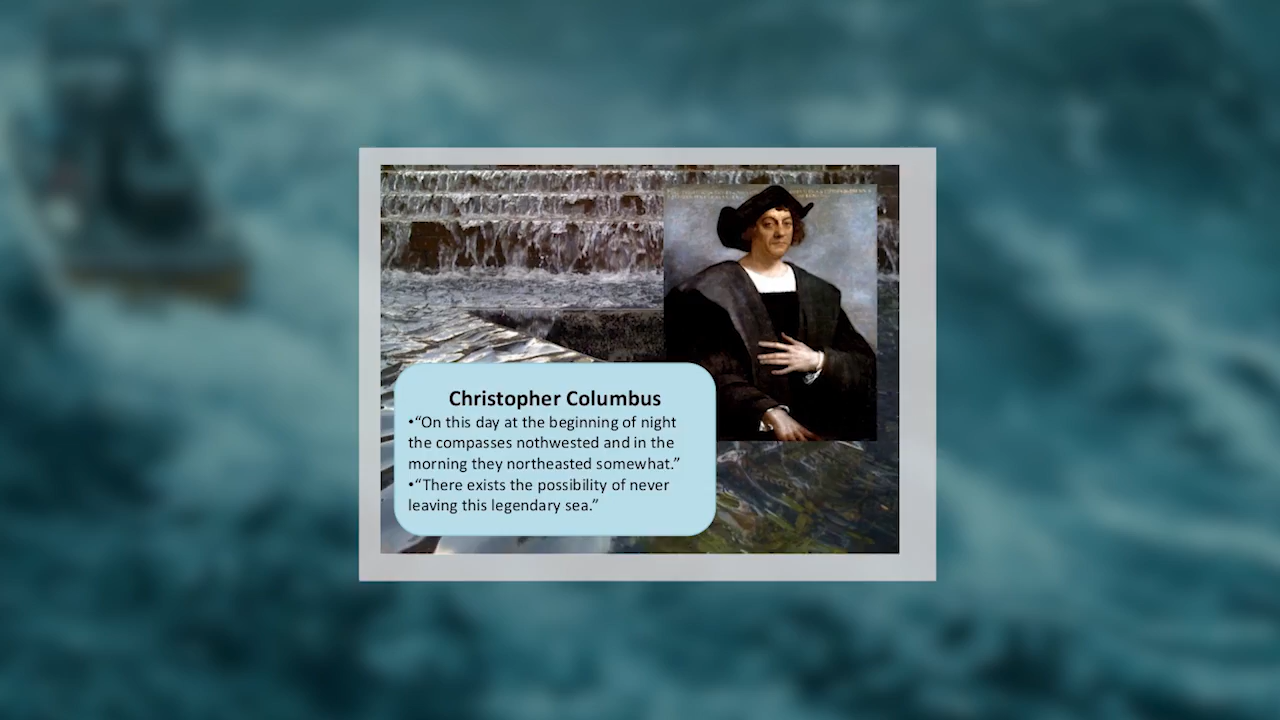 Christopher Columbus
•“On this day at the beginning of night
the compasses nothwested and in the
morning they northeasted somewhat.”
•“There exists the possibility of never
leaving this legendary sea.”